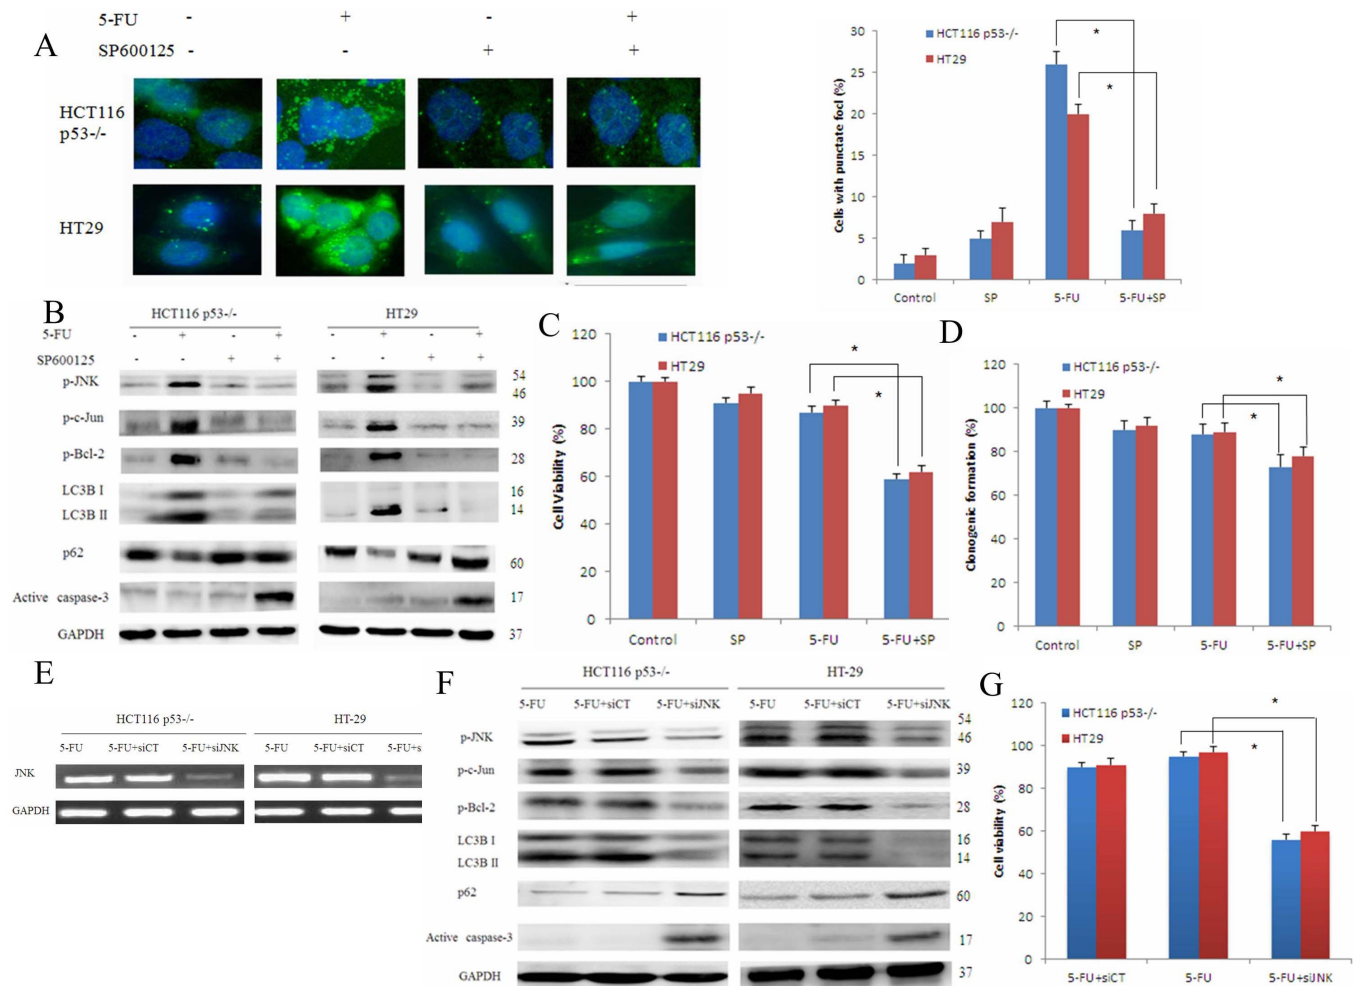 A
5-FU - + - +
SP600125 - - + +
HCT116
p53-/-
HT29
HCT116 p53-/-
HT29
Cells with punctate foci (%)
30
25
20
15
10
5
0
Control SP 5-FU 5-FU+SP
* *
B
HCT116 p53-/- HT29
5-FU - + - + - + - +
SP600125 - - + + - - + +
p-JNK 54
46
p-c-Jun 39
p-Bcl-2 28
LC3B I 16
LC3B II 14
p62 60
Active caspase-3 17
GAPDH 37
C
HCT116 p53-/-
HT29
Cell Viability (%)
120
100
80
60
40
20
0
Control SP 5-FU 5-FU+SP
* *
D
HCT116 p53-/-
HT29
Clonogenic formation (%)
120
100
80
60
40
20
0
Control SP 5-FU 5-FU+SP
* *
E
HCT116 p53-/- HT-29
5-FU 5-FU+siCT 5-FU+siJNK 5-FU 5-FU+siCT 5-FU+s
JNK
GAPDH
F
HCT116 p53-/- HT-29
5-FU 5-FU+siCT 5-FU+siJNK 5-FU 5-FU+siCT 5-FU+siJNK
p-JNK 54
46
p-c-Jun 39
p-Bcl-2 28
LC3B I 16
LC3B II 14
p62 60
Active caspase-3 17
GAPDH 37
G
HCT116 p53-/-
HT29
Cell viability (%)
120
100
80
60
40
20
0
5-FU+siCT 5-FU 5-FU+siJNK
* *